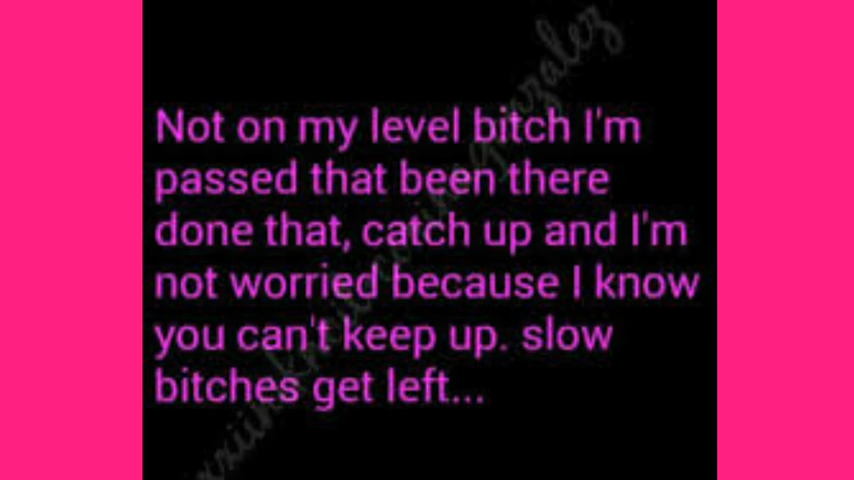 Not on my level bitch I'm
passed that been there
done that, catch up and I'm
not worried because I know
you can't keep up. slow
bitches get left...